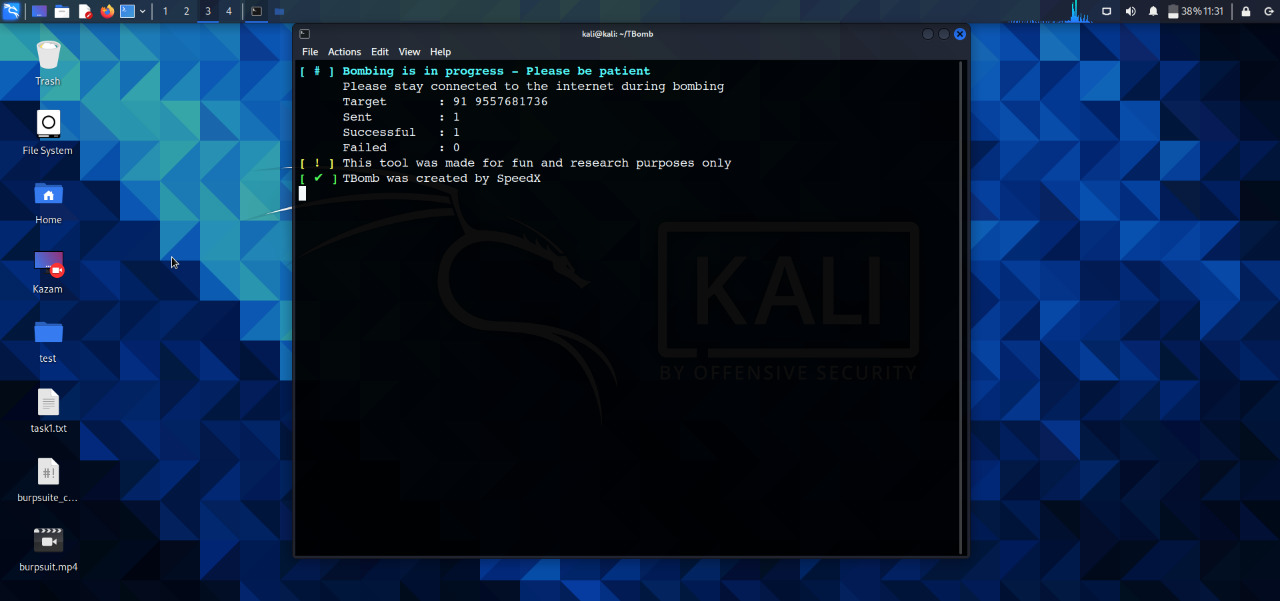 1 2 3 4
38% 11:31
kali@kali: ~/TBomb
File Actions Edit View Help
[ # ] Bombing is in progress - Please be patient
Please stay connected to the internet during bombing
Target : 91 9557681736
Sent : 1
Successful : 1
Failed : 0
[ ! ] This tool was made for fun and research purposes only
[ ✔ ] TBomb was created by SpeedX
KALI
BY OFFENSIVE SECURITY
Trash
File System
Home
Kazam
test
task1.txt
#!
burpsuite_c...
burpsuit.mp4